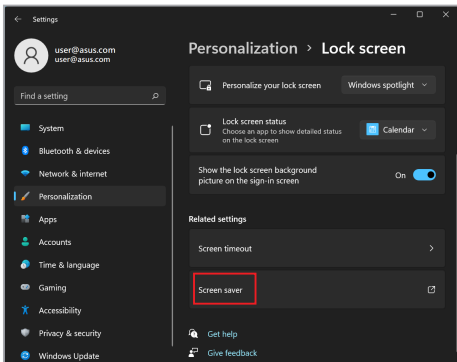 Settings
user@asus.com
user@asus.com
Find a setting
System
Bluetooth & devices
Network & internet
Personalization
Apps
Accounts
Time & language
Gaming
Accessibility
Privacy & security
Windows Update
Personalization > Lock screen
Personalize your lock screen
Windows spotlight
Lock screen status
Choose an app to show detailed status
on the lock screen
Calendar
Show the lock screen background
picture on the sign-in screen
On
Related settings
Screen timeout
Screen saver
Get help
Give feedback